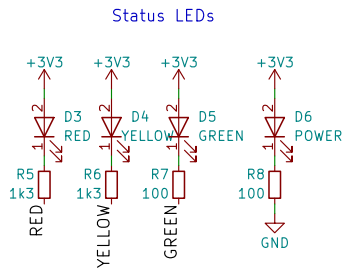 Status LEDs
+3V3 +3V3 +3V3 +3V3
2 2 2 2
D3 D4 D5 D6
RED YELLOW GREEN POWER
1 1 1 1
R5 R6 R7 R8
1k3 1k3 100 100
RED YELLOW GREEN
GND